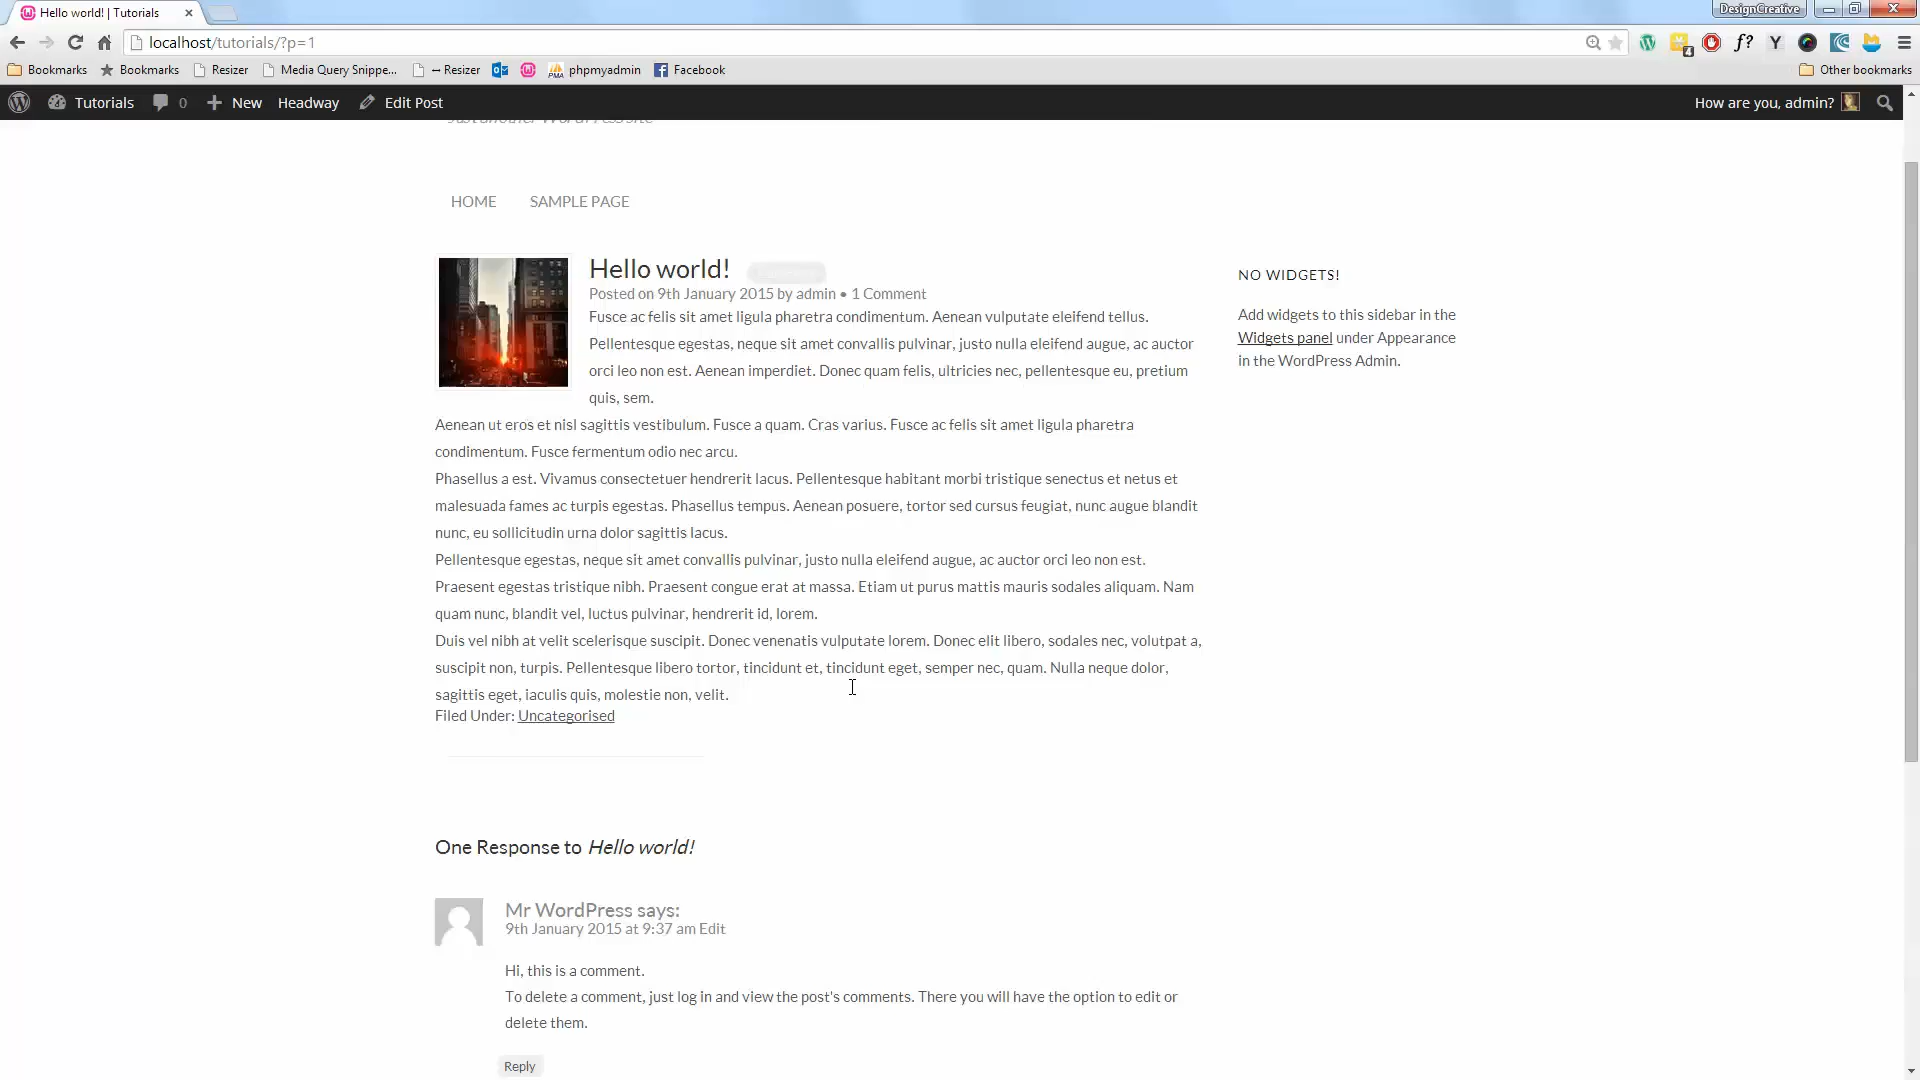 Hello world! | Tutorials
DesignCreative
localhost/tutorials/?p=1
Bookmarks Bookmarks Resizer Media Query Snippe... ↔ Resizer phpmyadmin Facebook Other bookmarks
Tutorials 0 New Headway Edit Post How are you, admin?
Just another WordPress site
HOME SAMPLE PAGE
Hello world!
Posted on 9th January 2015 by admin • 1 Comment
Fusce ac felis sit amet ligula pharetra condimentum. Aenean vulputate eleifend tellus.
Pellentesque egestas, neque sit amet convallis pulvinar, justo nulla eleifend augue, ac auctor
orci leo non est. Aenean imperdiet. Donec quam felis, ultricies nec, pellentesque eu, pretium
quis, sem.
Aenean ut eros et nisl sagittis vestibulum. Fusce a quam. Cras varius. Fusce ac felis sit amet ligula pharetra
condimentum. Fusce fermentum odio nec arcu.
Phasellus a est. Vivamus consectetuer hendrerit lacus. Pellentesque habitant morbi tristique senectus et netus et
malesuada fames ac turpis egestas. Phasellus tempus. Aenean posuere, tortor sed cursus feugiat, nunc augue blandit
nunc, eu sollicitudin urna dolor sagittis lacus.
Pellentesque egestas, neque sit amet convallis pulvinar, justo nulla eleifend augue, ac auctor orci leo non est.
Praesent egestas tristique nibh. Praesent congue erat at massa. Etiam ut purus mattis mauris sodales aliquam. Nam
quam nunc, blandit vel, luctus pulvinar, hendrerit id, lorem.
Duis vel nibh at velit scelerisque suscipit. Donec venenatis vulputate lorem. Donec elit libero, sodales nec, volutpat a,
suscipit non, turpis. Pellentesque libero tortor, tincidunt et, tincidunt eget, semper nec, quam. Nulla neque dolor,
sagittis eget, iaculis quis, molestie non, velit.
Filed Under: Uncategorised
NO WIDGETS!
Add widgets to this sidebar in the
Widgets panel under Appearance
in the WordPress Admin.
One Response to Hello world!
Mr WordPress says:
9th January 2015 at 9:37 am Edit
Hi, this is a comment.
To delete a comment, just log in and view the post's comments. There you will have the option to edit or
delete them.
Reply